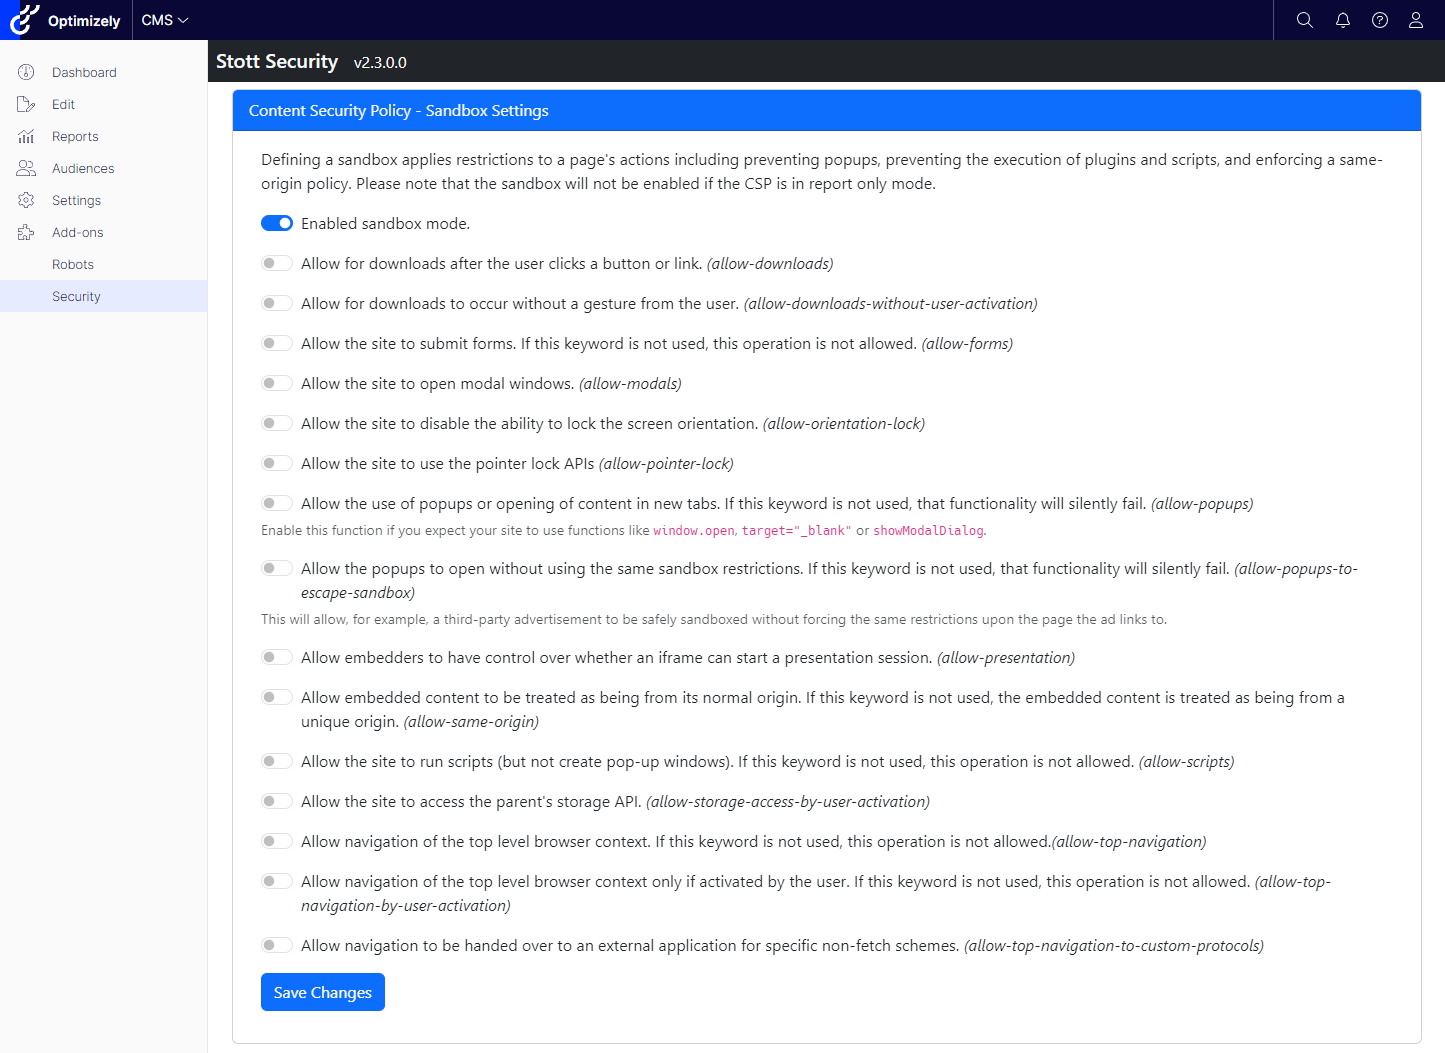 Optimizely
CMS
Dashboard
Edit
Reports
Audiences
Settings
Add-ons
Robots
Security
Stott Security v2.3.0.0
Content Security Policy - Sandbox Settings
Defining a sandbox applies restrictions to a page's actions including preventing popups, preventing the execution of plugins and scripts, and enforcing a same-
origin policy. Please note that the sandbox will not be enabled if the CSP is in report only mode.
Enabled sandbox mode.
Allow for downloads after the user clicks a button or link. (allow-downloads)
Allow for downloads to occur without a gesture from the user. (allow-downloads-without-user-activation)
Allow the site to submit forms. If this keyword is not used, this operation is not allowed. (allow-forms)
Allow the site to open modal windows. (allow-modals)
Allow the site to disable the ability to lock the screen orientation. (allow-orientation-lock)
Allow the site to use the pointer lock APIs (allow-pointer-lock)
Allow the use of popups or opening of content in new tabs. If this keyword is not used, that functionality will silently fail. (allow-popups)
Enable this function if you expect your site to use functions like window.open, target="_blank" or showModalDialog.
Allow the popups to open without using the same sandbox restrictions. If this keyword is not used, that functionality will silently fail. (allow-popups-to-
escape-sandbox)
This will allow, for example, a third-party advertisement to be safely sandboxed without forcing the same restrictions upon the page the ad links to.
Allow embedders to have control over whether an iframe can start a presentation session. (allow-presentation)
Allow embedded content to be treated as being from its normal origin. If this keyword is not used, the embedded content is treated as being from a
unique origin. (allow-same-origin)
Allow the site to run scripts (but not create pop-up windows). If this keyword is not used, this operation is not allowed. (allow-scripts)
Allow the site to access the parent's storage API. (allow-storage-access-by-user-activation)
Allow navigation of the top level browser context. If this keyword is not used, this operation is not allowed.(allow-top-navigation)
Allow navigation of the top level browser context only if activated by the user. If this keyword is not used, this operation is not allowed. (allow-top-
navigation-by-user-activation)
Allow navigation to be handed over to an external application for specific non-fetch schemes. (allow-top-navigation-to-custom-protocols)
Save Changes